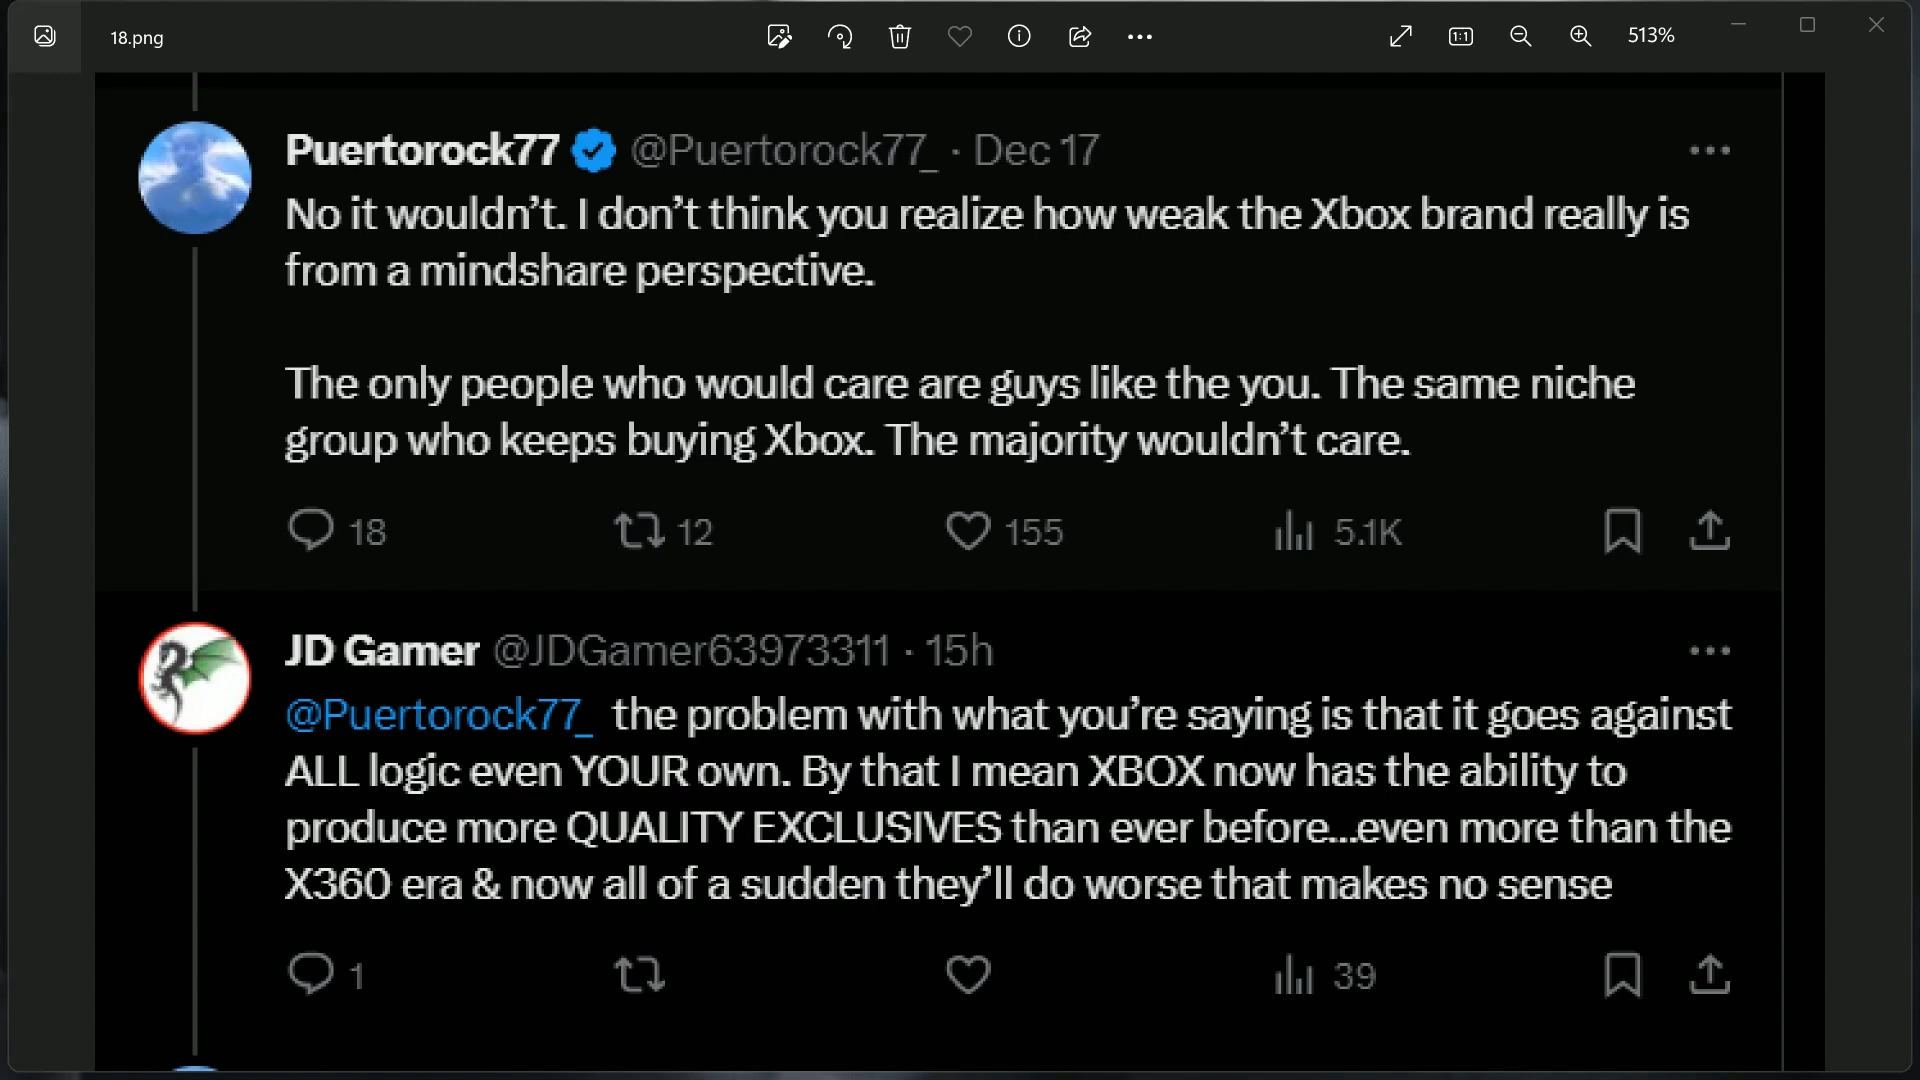 18.png
513%
Puertorock77 @Puertorock77_ · Dec 17
No it wouldn't. I don't think you realize how weak the Xbox brand really is
from a mindshare perspective.
The only people who would care are guys like the you. The same niche
group who keeps buying Xbox. The majority wouldn't care.
18 12 155 5.1K
JD Gamer @JDGamer63973311 · 15h
@Puertorock77_ the problem with what you're saying is that it goes against
ALL logic even YOUR own. By that I mean XBOX now has the ability to
produce more QUALITY EXCLUSIVES than ever before...even more than the
X360 era & now all of a sudden they'll do worse that makes no sense
1 39